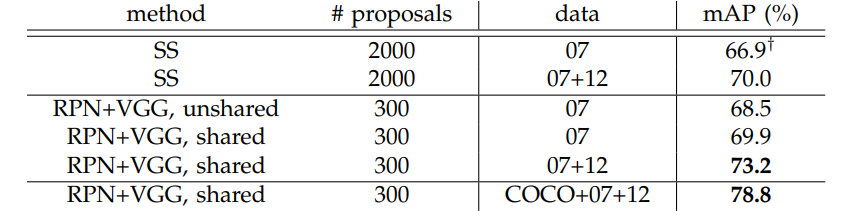 method # proposals data mAP (%)
SS 2000 07 66.9†
SS 2000 07+12 70.0
RPN+VGG, unshared 300 07 68.5
RPN+VGG, shared 300 07 69.9
RPN+VGG, shared 300 07+12 73.2
RPN+VGG, shared 300 COCO+07+12 78.8